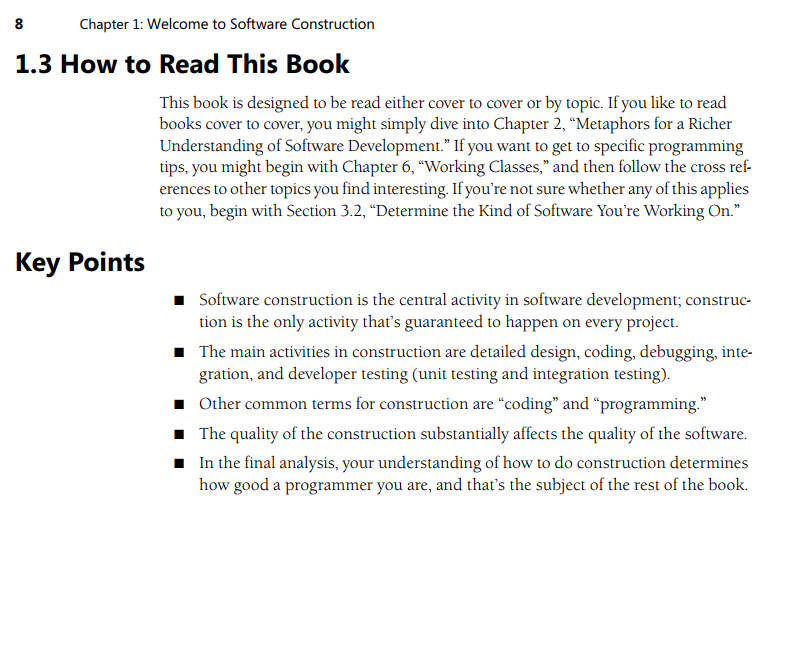 8 Chapter 1: Welcome to Software Construction
1.3 How to Read This Book
This book is designed to be read either cover to cover or by topic. If you like to read
books cover to cover, you might simply dive into Chapter 2, “Metaphors for a Richer
Understanding of Software Development.” If you want to get to specific programming
tips, you might begin with Chapter 6, “Working Classes,” and then follow the cross ref-
erences to other topics you find interesting. If you’re not sure whether any of this applies
to you, begin with Section 3.2, “Determine the Kind of Software You’re Working On.”
Key Points
■ Software construction is the central activity in software development; construc-
tion is the only activity that’s guaranteed to happen on every project.
■ The main activities in construction are detailed design, coding, debugging, inte-
gration, and developer testing (unit testing and integration testing).
■ Other common terms for construction are “coding” and “programming.”
■ The quality of the construction substantially affects the quality of the software.
■ In the final analysis, your understanding of how to do construction determines
how good a programmer you are, and that’s the subject of the rest of the book.